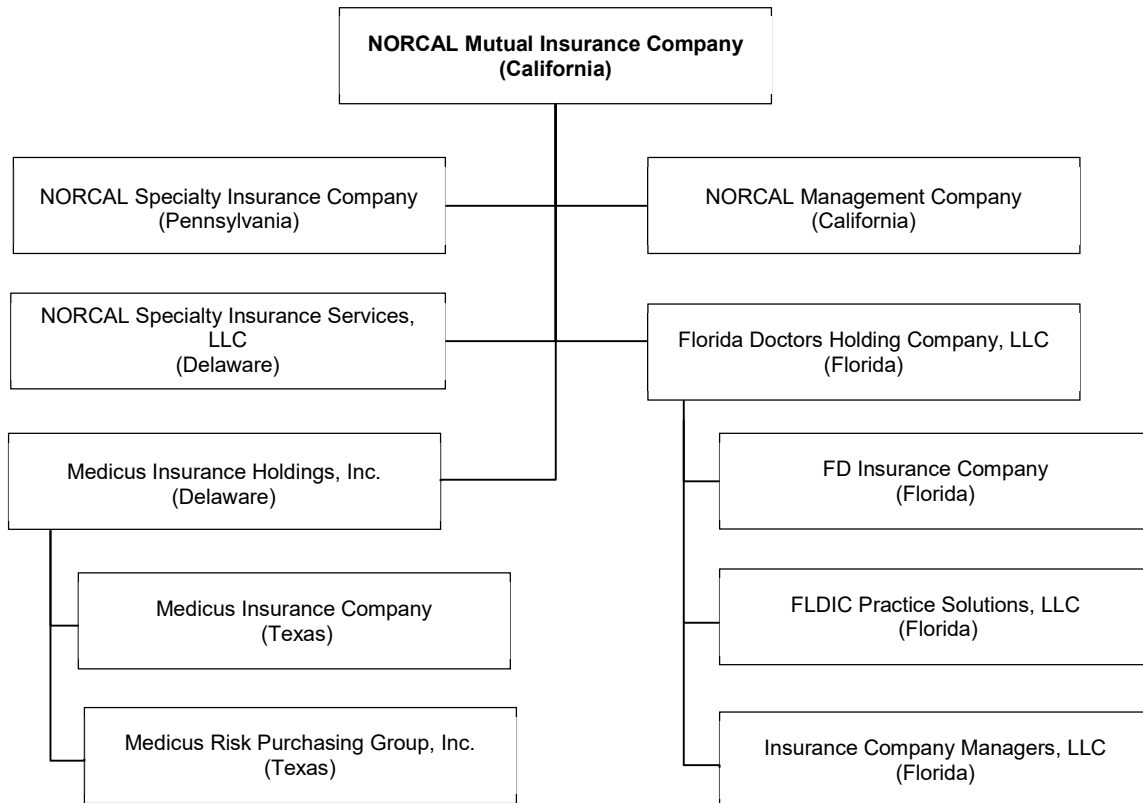 NORCAL Mutual Insurance Company
(California)
NORCAL Specialty Insurance Company
(Pennsylvania)
NORCAL Management Company
(California)
NORCAL Specialty Insurance Services,
LLC
(Delaware)
Florida Doctors Holding Company, LLC
(Florida)
Medicus Insurance Holdings, Inc.
(Delaware)
FD Insurance Company
(Florida)
Medicus Insurance Company
(Texas)
FLDIC Practice Solutions, LLC
(Florida)
Medicus Risk Purchasing Group, Inc.
(Texas)
Insurance Company Managers, LLC
(Florida)